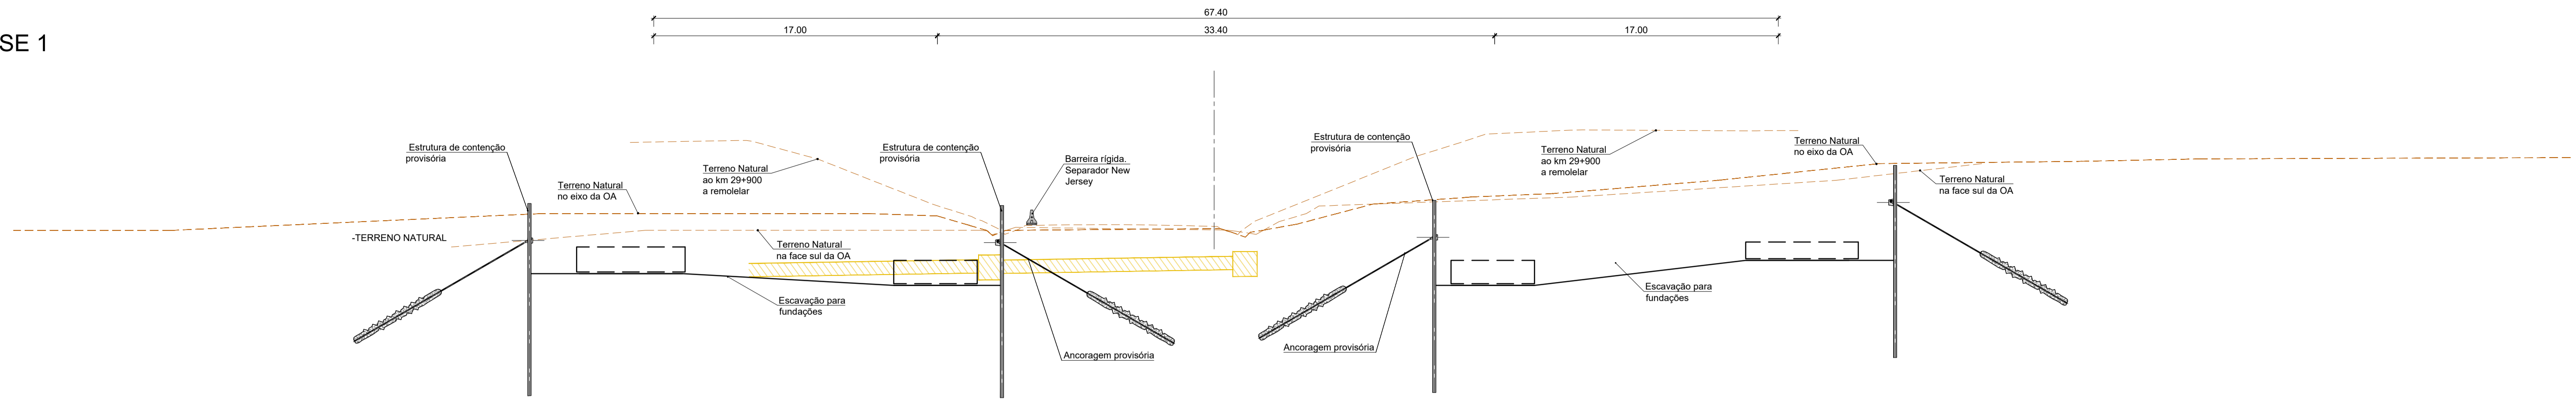 67.40
17.00
33.40
17.00
SE 1
Estrutura de contenção
provisória
Terreno Natural
no eixo da OA
-TERRENO NATURAL
Terreno Natural
ao km 29+900
a remolelar
Terreno Natural
na face sul da OA
Escavação para
fundações
Estrutura de contenção
provisória
Barreira rígida.
Separador New
Jersey
Ancoragem provisória
Estrutura de contenção
provisória
Ancoragem provisória
Terreno Natural
ao km 29+900
a remolelar
Escavação para
fundações
Terreno Natural
no eixo da OA
Terreno Natural
na face sul da OA